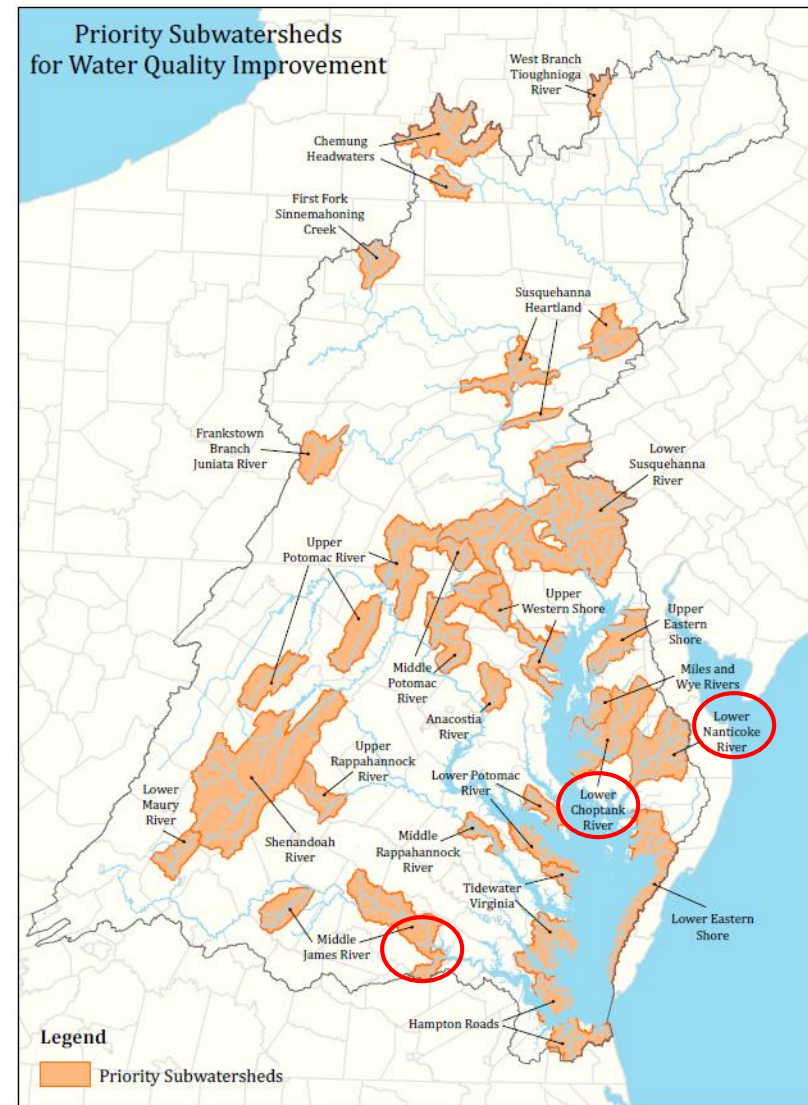 Priority Subwatersheds
for Water Quality Improvement
West Branch
Tioughnioga
River
Chemung
Headwaters
First Fork
Sinnemahoning
Creek
Susquehanna
Heartland
Frankstown
Branch
Juniata River
Lower
Susquehanna
River
Upper
Potomac River
Upper
Western Shore
Upper
Eastern
Shore
Middle
Potomac
River
Miles and
Wye Rivers
Anacostia
River
Lower
Nanticoke
River
Upper
Rappahannock
River
Lower Potomac
River
Lower
Choptank
River
Lower
Maury
River
Shenandoah
River
Middle
Rappahannock
River
Tidewater
Virginia
Lower Eastern
Shore
Middle
James River
Hampton Roads
Legend
Priority Subwatersheds